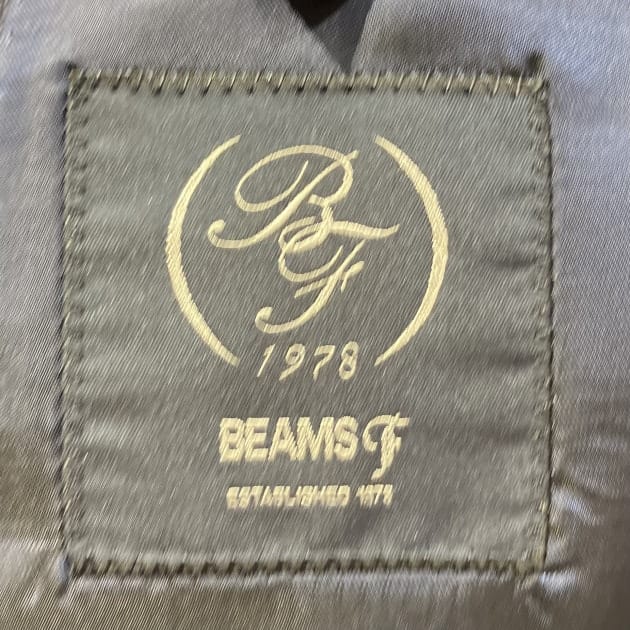 BF
1978
BEAMS F
ESTABLISHED 1978